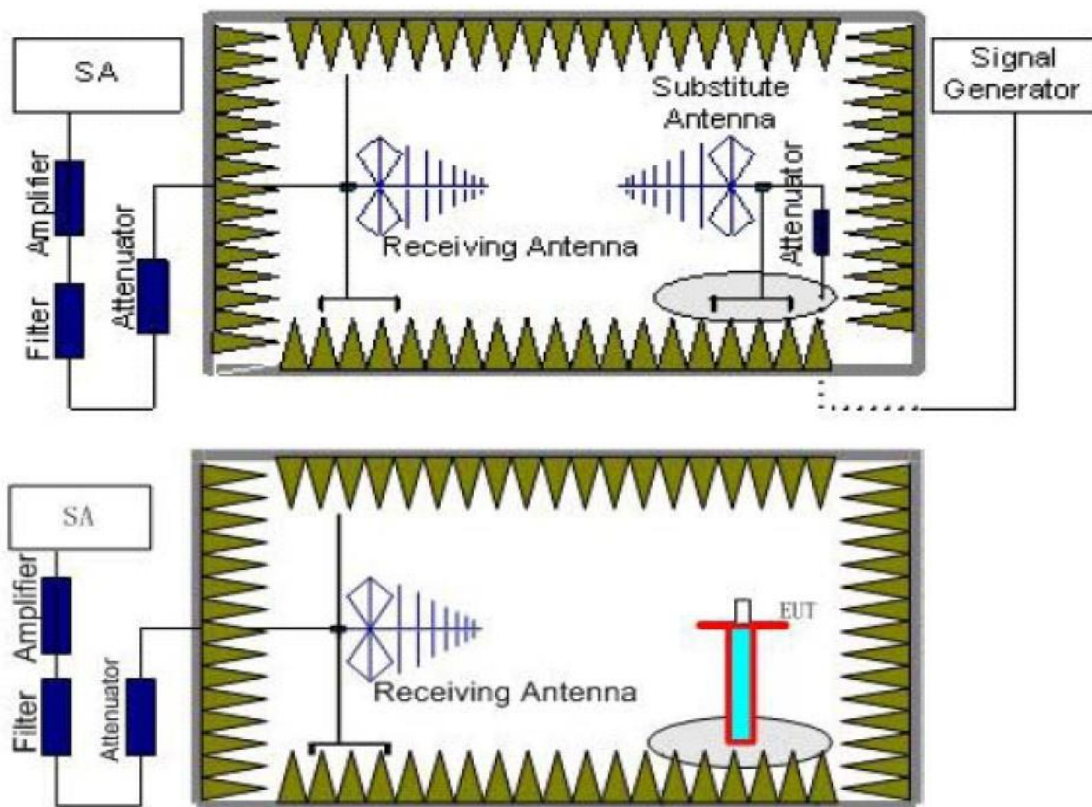 SA
Signal
Generator
Substitute
Antenna
Amplifier
Attenuator
Attenuator
Receiving Antenna
Filter
SA
Amplifier
EUT
Receiving Antenna
Filter
Attenuator